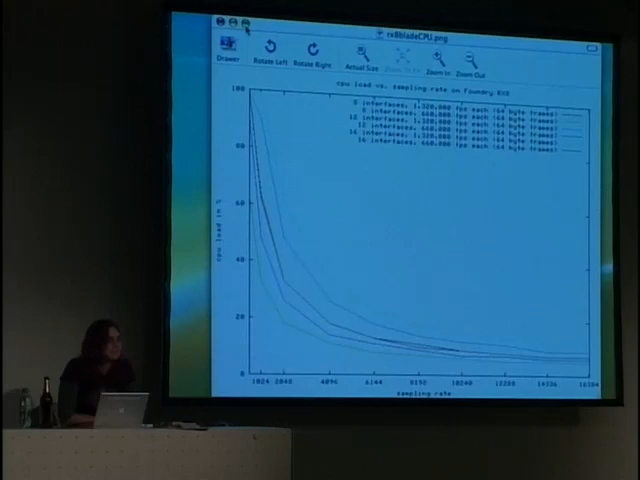 rx8bladeCPU.png
Drawer
Rotate Left
Rotate Right
Actual Size
Zoom In
Zoom Out
cpu load vs. sampling rate on Foundry RX8
8 interfaces, 1,320,000 fps each (64 byte frames)
8 interfaces, 660,000 fps each (64 byte frames)
12 interfaces, 1,320,000 fps each (64 byte frames)
12 interfaces, 660,000 fps each (64 byte frames)
16 interfaces, 1,320,000 fps each (64 byte frames)
16 interfaces, 660,000 fps each (64 byte frames)
100
80
60
40
20
0
cpu load in %
1024 2048 4096 6144 8192 10240 12288 14336 16384
sampling rate